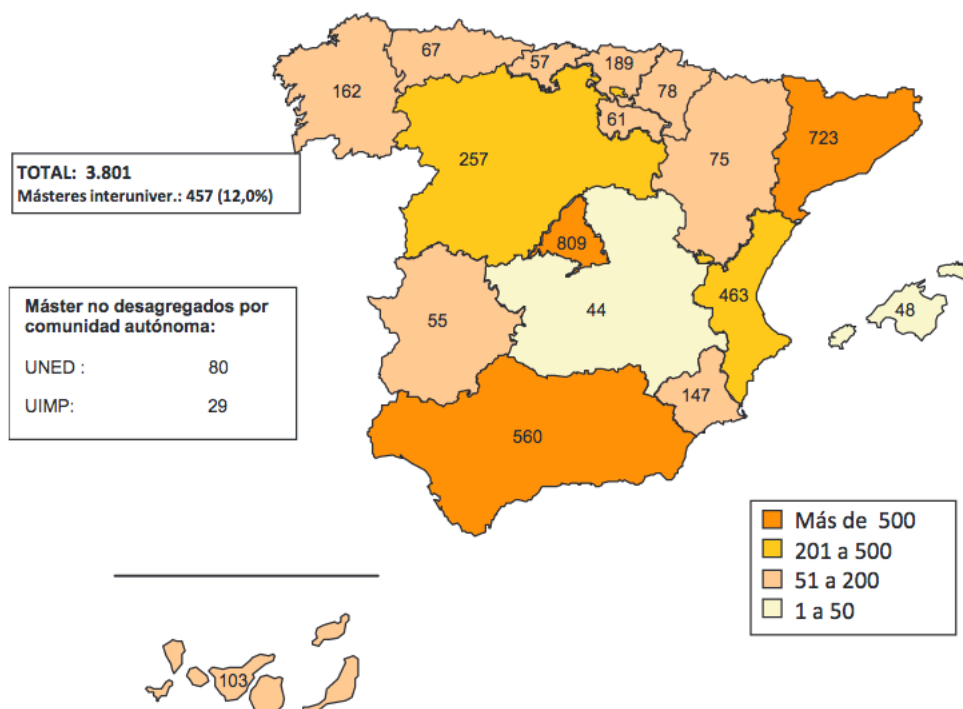 67
57
189
162
78
61
723
257
75
TOTAL: 3.801
Másteres interuniver.: 457 (12,0%)
809
Máster no desagregados por
comunidad autónoma:
UNED : 80
UIMP: 29
463
44
48
55
147
560
Más de 500
201 a 500
51 a 200
1 a 50
103